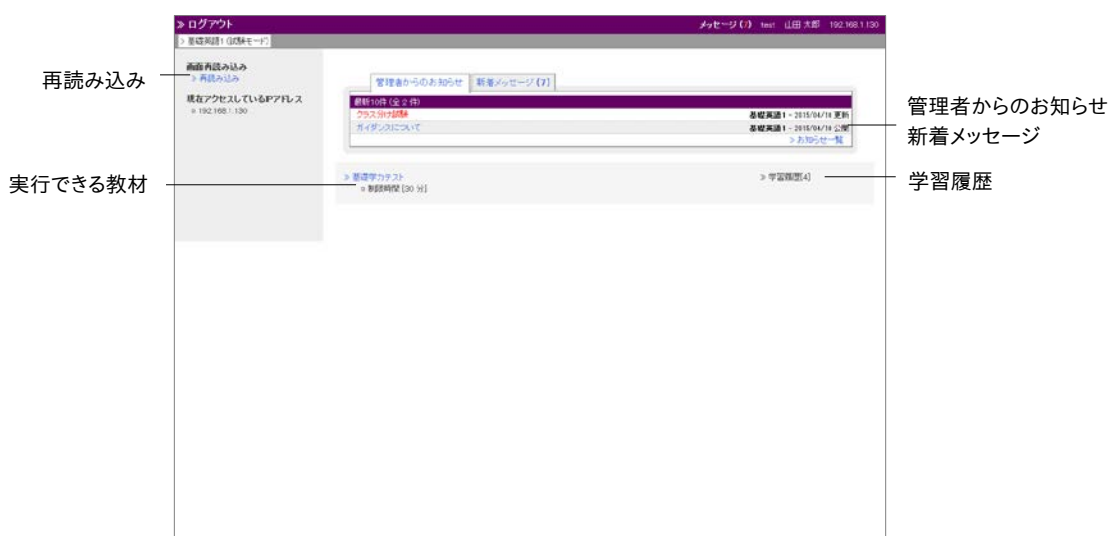 » ログアウト
メッセージ (7) test 山田 太郎 192.168.1.130
> 基礎英語1 (試験モード)
画面再読み込み
» 再読み込み
現在アクセスしているIPアドレス
192.168.1.130
管理者からのお知らせ 新着メッセージ (7)
最新10件 (全 2 件)
クラス分け試験 基礎英語1 - 2015/04/10 更新
ガイダンスについて 基礎英語1 - 2015/04/10 公開
> お知らせ一覧
» 基礎学力テスト
制限時間 [30 分]
» 学習履歴[4]
再読み込み
実行できる教材
管理者からのお知らせ
新着メッセージ
学習履歴